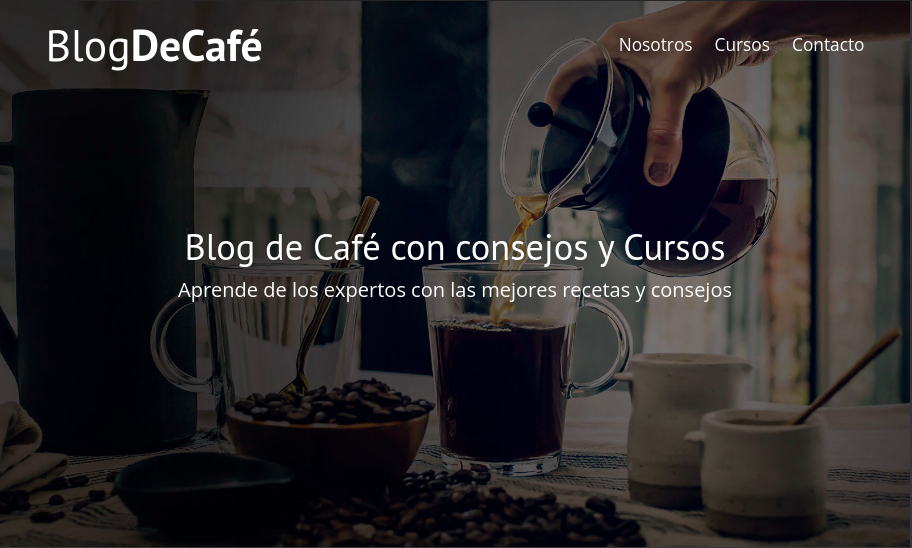 BlogDeCafé
Nosotros Cursos Contacto
Blog de Café con consejos y Cursos
Aprende de los expertos con las mejores recetas y consejos